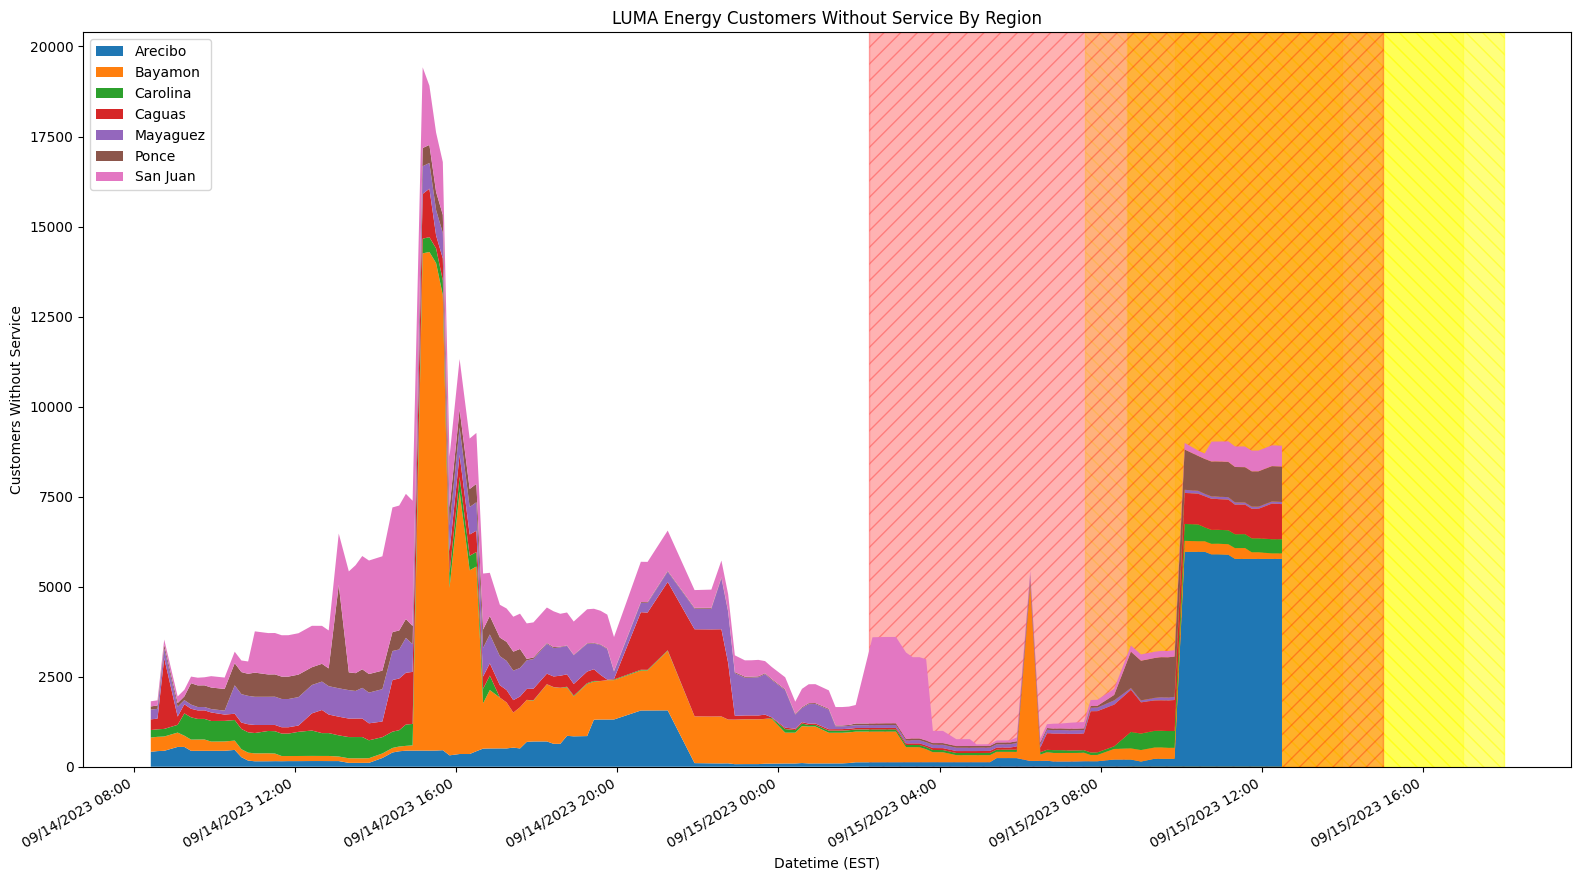 LUMA Energy Customers Without Service By Region
20000
17500
15000
12500
10000
7500
5000
2500
0
Customers Without Service
Arecibo
Bayamon
Carolina
Caguas
Mayaguez
Ponce
San Juan
09/14/2023 08:00
09/14/2023 12:00
09/14/2023 16:00
09/14/2023 20:00
09/15/2023 00:00
09/15/2023 04:00
09/15/2023 08:00
09/15/2023 12:00
09/15/2023 16:00
Datetime (EST)